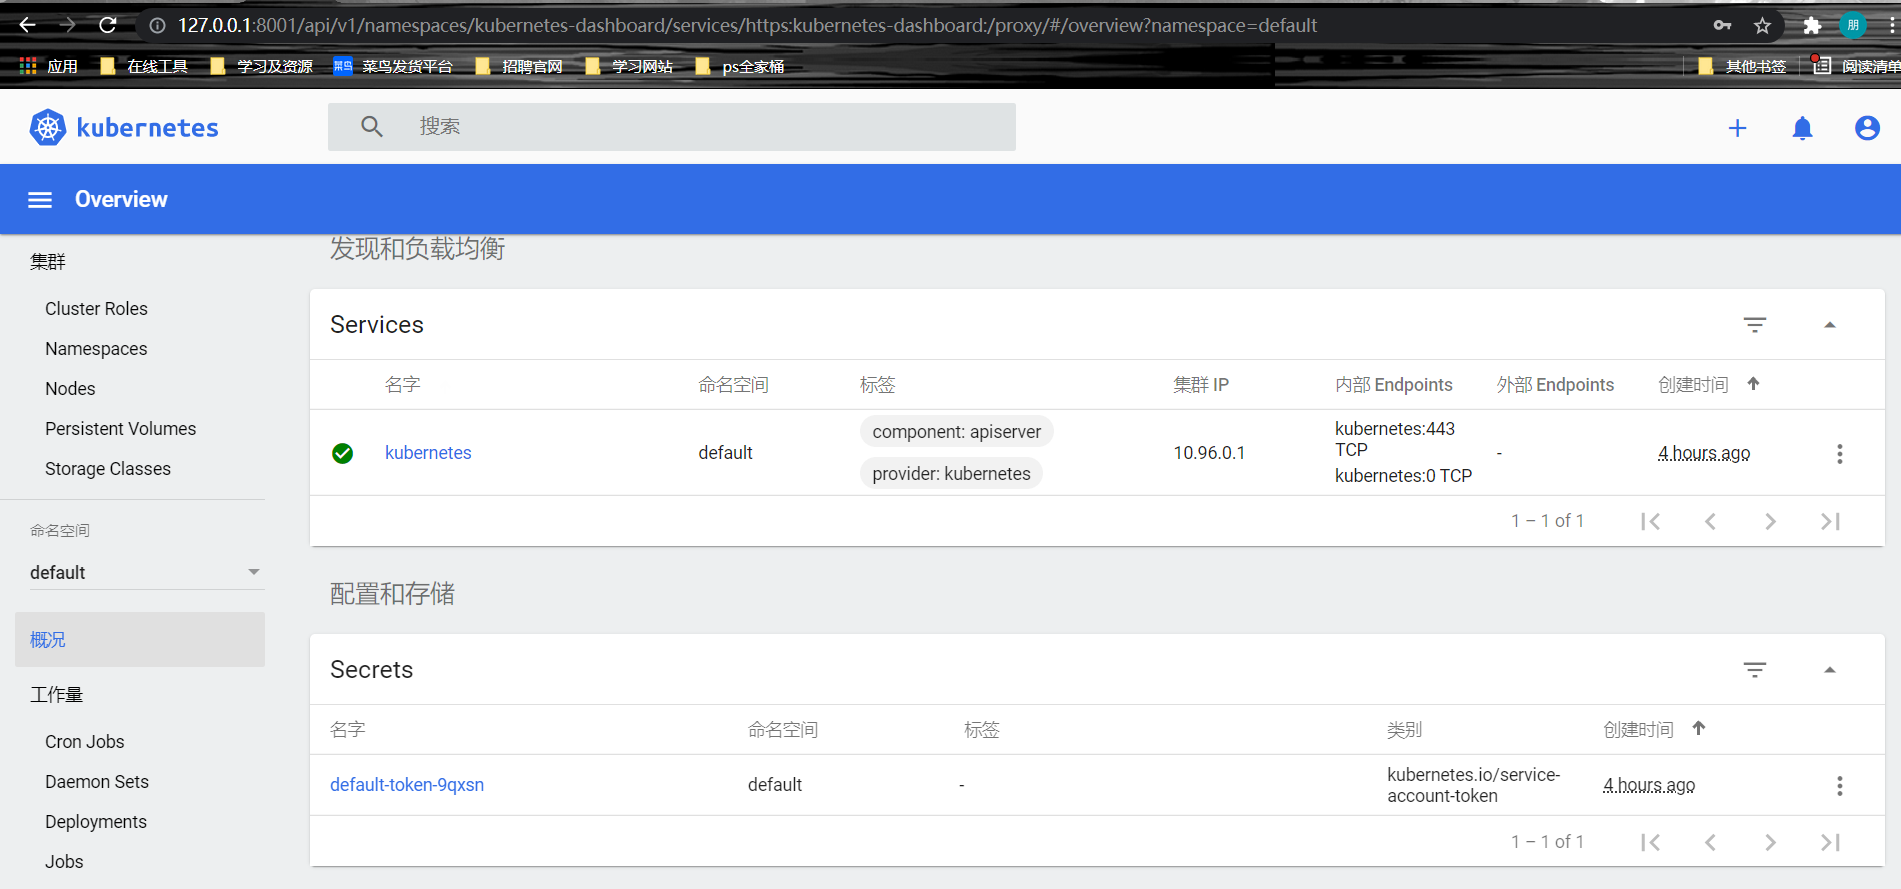 127.0.0.1:8001/api/v1/namespaces/kubernetes-dashboard/services/https:kubernetes-dashboard:/proxy/#/overview?namespace=default
朋
应用 在线工具 学习及资源 菜鸟 菜鸟发货平台 招聘官网 学习网站 ps全家桶 其他书签 阅读清单
kubernetes 搜索
Overview
集群
Cluster Roles
Namespaces
Nodes
Persistent Volumes
Storage Classes
命名空间
default
概况
工作量
Cron Jobs
Daemon Sets
Deployments
Jobs
发现和负载均衡
Services
名字 命名空间 标签 集群 IP 内部 Endpoints 外部 Endpoints 创建时间
kubernetes default component: apiserver provider: kubernetes 10.96.0.1 kubernetes:443 TCP kubernetes:0 TCP - 4 hours ago
1 – 1 of 1
配置和存储
Secrets
名字 命名空间 标签 类别 创建时间
default-token-9qxsn default - kubernetes.io/service-account-token 4 hours ago
1 – 1 of 1